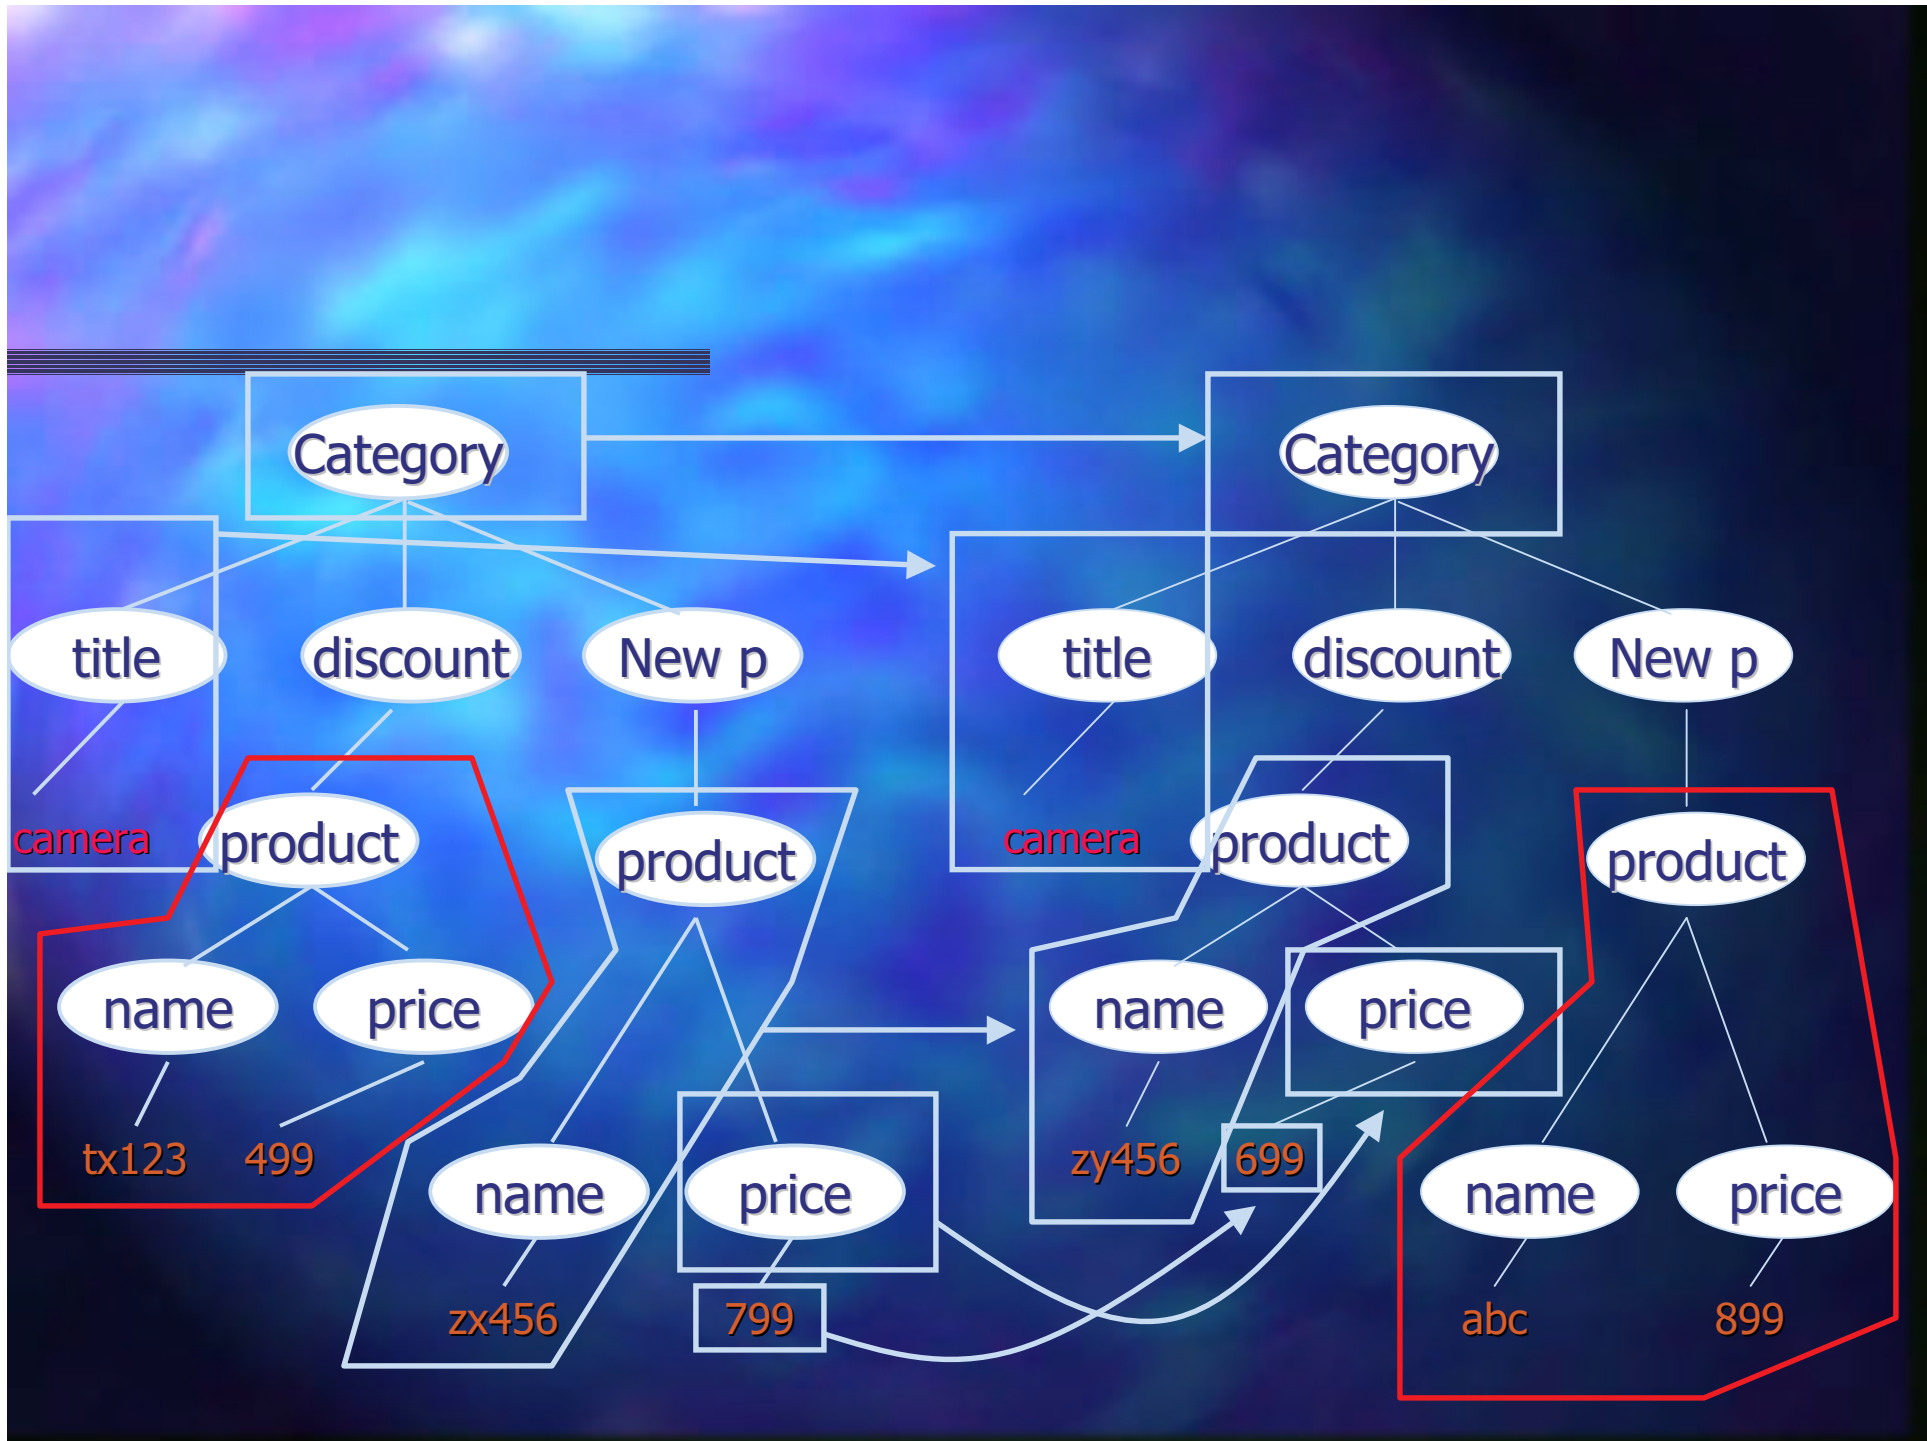 Category
Category
title
discount
New p
title
discount
New p
camera
product
product
camera
product
product
name
price
name
price
tx123
499
name
price
zy456
699
name
price
zx456
799
abc
899